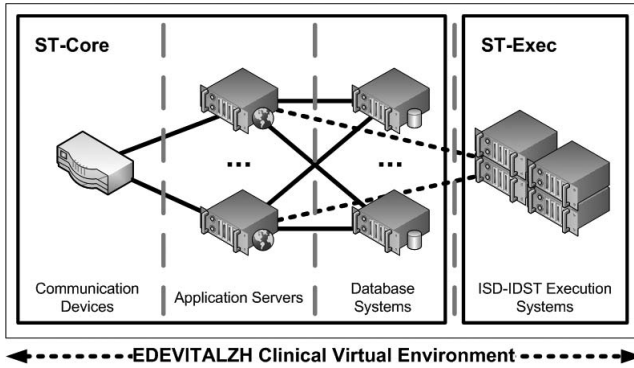 ST-Core
ST-Exec
...
...
Communication
Devices
Application Servers
Database
Systems
ISD-IDST Execution
Systems
EDEVITALZH Clinical Virtual Environment